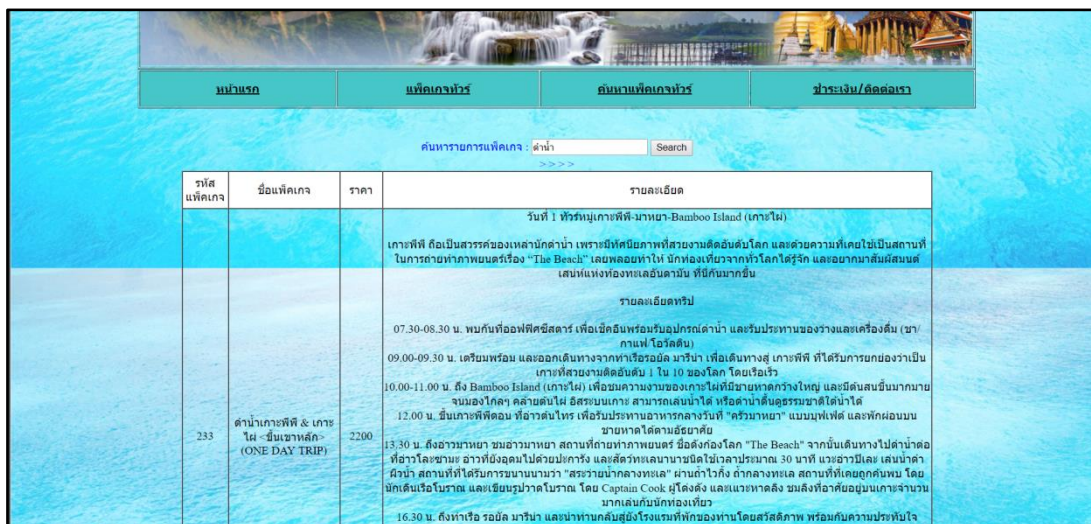 หน้าแรก
แพ็คเกจทัวร์
ค้นหาแพ็คเกจทัวร์
ชำระเงิน/ติดต่อเรา
ค้นหารายการแพ็คเกจ : ดำน้ำ Search
>>>>
รหัส
แพ็คเกจ
ชื่อแพ็คเกจ
ราคา
รายละเอียด
233
ดำน้ำเกาะพีพี & เกาะ
ไผ่ <ขึ้นเขาหลัก>
(ONE DAY TRIP)
2200
วันที่ 1 ทัวร์หมู่เกาะพีพี-มาหยา-Bamboo Island (เกาะไผ่)
เกาะพีพี ถือเป็นสวรรค์ของเหล่านักดำน้ำ เพราะมีทัศนียภาพที่สวยงามติดอันดับโลก และด้วยความที่เคยใช้เป็นสถานที่
ในการถ่ายทำภาพยนตร์เรื่อง “The Beach” เลยพลอยทำให้ นักท่องเที่ยวจากทั่วโลกได้รู้จัก และอยากมาสัมผัสมนต์
เสน่ห์แห่งท้องทะเลอันดามัน ที่นี่กันมากขึ้น
รายละเอียดทริป
07.30-08.30 น. พบกันที่ออฟฟิศซีสตาร์ เพื่อเช็คอินพร้อมรับอุปกรณ์ดำน้ำ และรับประทานของว่างและเครื่องดื่ม (ชา/
กาแฟ/โอวัลติน)
09.00-09.30 น. เตรียมพร้อม และออกเดินทางจากท่าเรือรอยัล มารีน่า เพื่อเดินทางสู่ เกาะพีพี ที่ได้รับการยกย่องว่าเป็น
เกาะที่สวยงามติดอันดับ 1 ใน 10 ของโลก โดยเรือเร็ว
10.00-11.00 น. ถึง Bamboo Island (เกาะไผ่) เพื่อชมความงามของเกาะไผ่ที่มีชายหาดกว้างใหญ่ และมีต้นสนขึ้นมากมาย
จนมองไกลๆ คล้ายต้นไผ่ อิสระบนเกาะ สามารถเล่นน้ำได้ หรือดำน้ำตื้นดูธรรมชาติใต้น้ำได้
12.00 น. ขึ้นเกาะพีพีดอน ที่อ่าวต้นไทร เพื่อรับประทานอาหารกลางวันที่ "ครัวมาหยา" แบบบุฟเฟ่ต์ และพักผ่อนบน
ชายหาดได้ตามอัธยาศัย
13.30 น. ถึงอ่าวมาหยา ชมอ่าวมาหยา สถานที่ถ่ายทำภาพยนตร์ ชื่อดังก้องโลก "The Beach" จากนั้นเดินทางไปดำน้ำต่อ
ที่อ่าวโละซามะ อ่าวที่ยังอุดมไปด้วยปะการัง และสัตว์ทะเลนานาชนิดใช้เวลาประมาณ 30 นาที แวะอ่าวปิเละ เล่นน้ำดำ
ผิวน้ำ สถานที่ที่ได้รับการขนานนามว่า "สระว่ายน้ำกลางทะเล" ผ่านถ้ำไวกิ้ง ถ้ำกลางทะเล สถานที่ที่เคยถูกค้นพบ โดย
นักเดินเรือโบราณ และเขียนรูปวาดโบราณ โดย Captain Cook ผู้โด่งดัง และแวะหาดลิง ชมลิงที่อาศัยอยู่บนเกาะจำนวน
มากเล่นกับนักท่องเที่ยว
16.30 น. ถึงท่าเรือ รอยัล มารีน่า และนำท่านกลับสู่ยังโรงแรมที่พักของท่านโดยสวัสดิภาพ พร้อมกับความประทับใจ